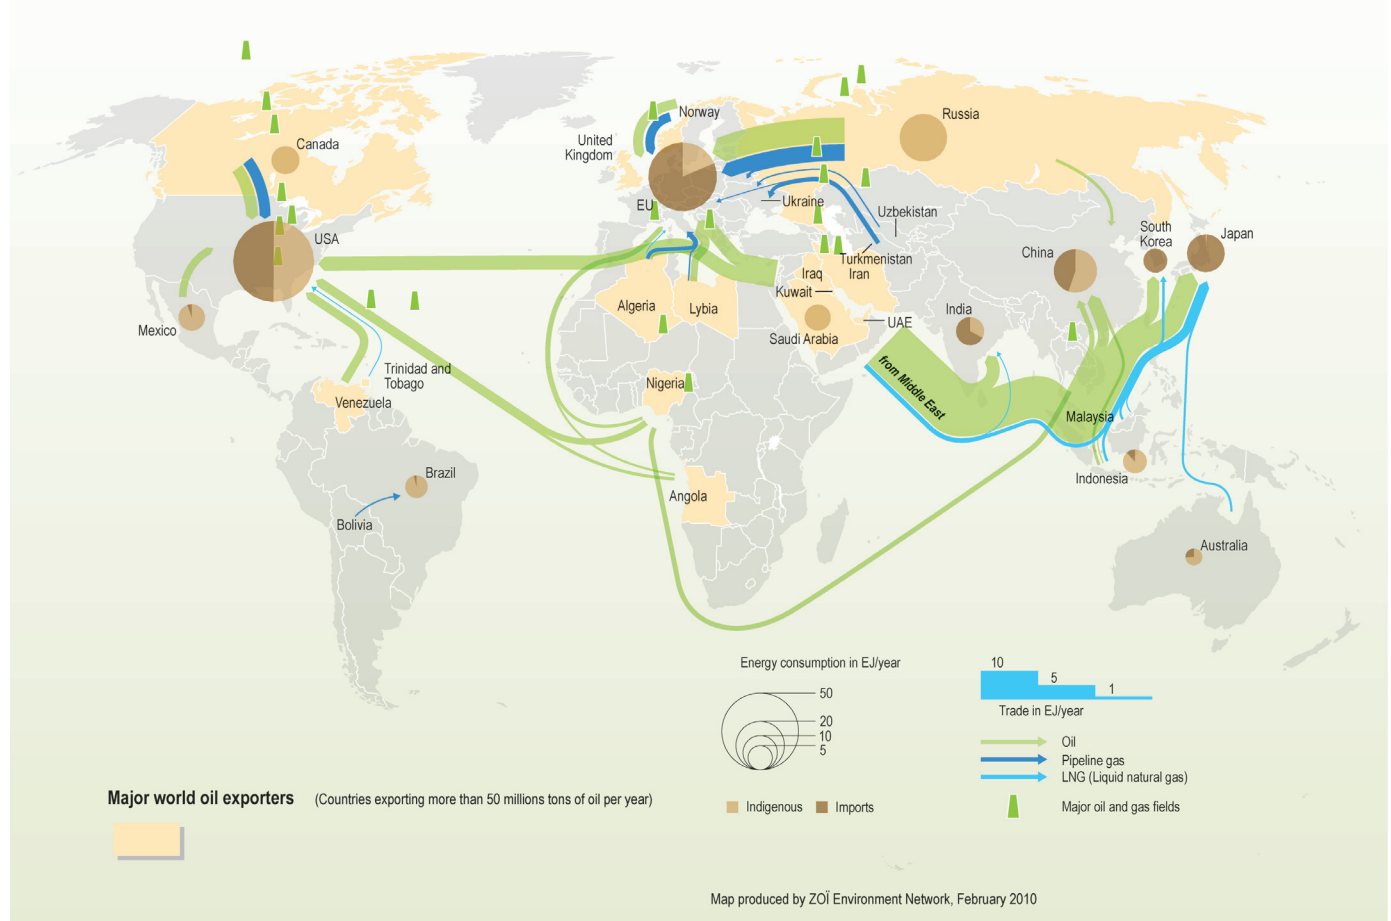 Norway
Russia
United
Kingdom
Canada
EU
Ukraine
Uzbekistan
South
Korea
Japan
USA
China
Turkmenistan
Iraq
Iran
Kuwait
Algeria
Lybia
India
UAE
Mexico
Saudi Arabia
Trinidad and
Tobago
Nigeria
from Middle East
Venezuela
Malaysia
Brazil
Indonesia
Angola
Bolivia
Australia
Energy consumption in EJ/year
50
20
10
5
Indigenous
Imports
10
5
1
Trade in EJ/year
Oil
Pipeline gas
LNG (Liquid natural gas)
Major oil and gas fields
Major world oil exporters (Countries exporting more than 50 millions tons of oil per year)
Map produced by ZOÏ Environment Network, February 2010